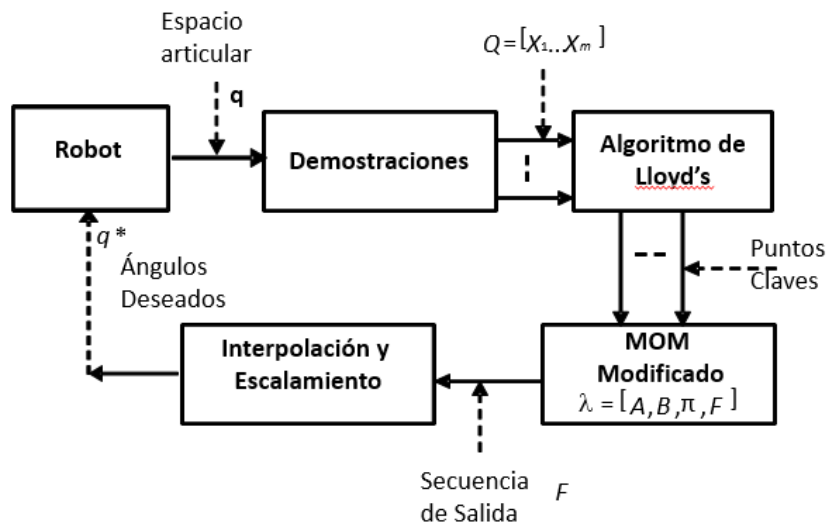 Espacio
articular
q
Q=[X₁...Xₘ]
Robot
Demostraciones
Algoritmo de
Lloyd's
q*
Ángulos
Deseados
Puntos
Claves
Interpolación y
Escalamiento
MOM
Modificado
λ=[A,B,π,F]
Secuencia
de Salida F